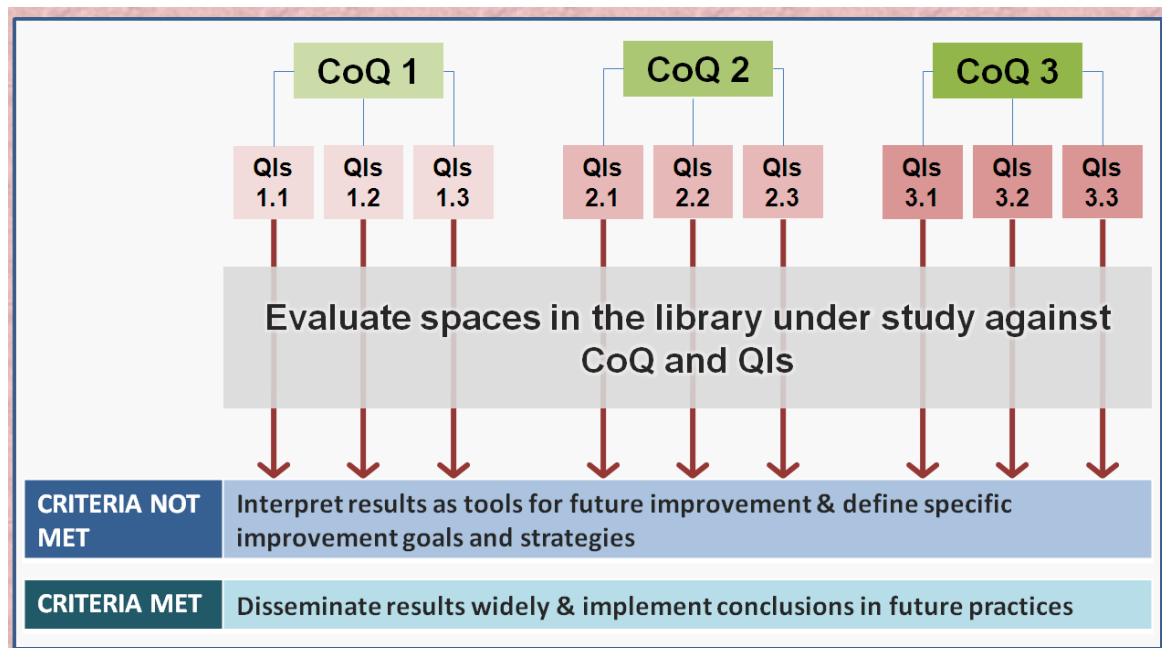 CoQ 1
CoQ 2
CoQ 3
QIs
1.1
QIs
1.2
QIs
1.3
QIs
2.1
QIs
2.2
QIs
2.3
QIs
3.1
QIs
3.2
QIs
3.3
Evaluate spaces in the library under study against
CoQ and QIs
CRITERIA NOT
MET
Interpret results as tools for future improvement & define specific
improvement goals and strategies
CRITERIA MET
Disseminate results widely & implement conclusions in future practices